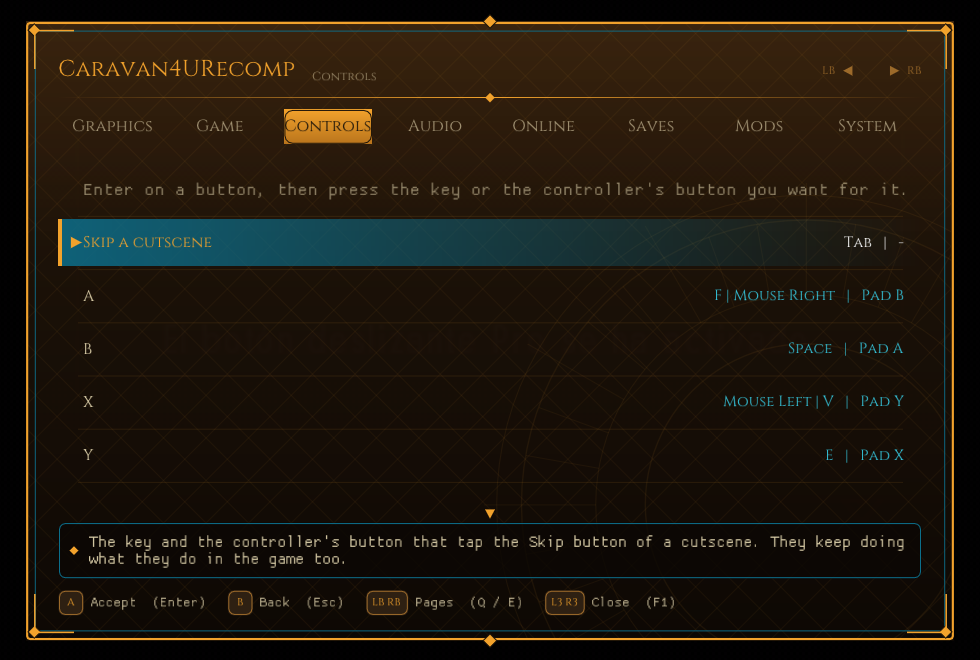 Caravan4URecomp Controls LB ◀ ▶ RB
Graphics Game Controls Audio Online Saves Mods System
Enter on a button, then press the key or the controller's button you want for it.
▶Skip a cutscene Tab | -
A F | Mouse Right | Pad B
B Space | Pad A
X Mouse Left | V | Pad Y
Y E | Pad X
▼
The key and the controller's button that tap the Skip button of a cutscene. They keep doing
what they do in the game too.
A Accept (Enter) B Back (Esc) LB RB Pages (Q / E) L3 R3 Close (F1)